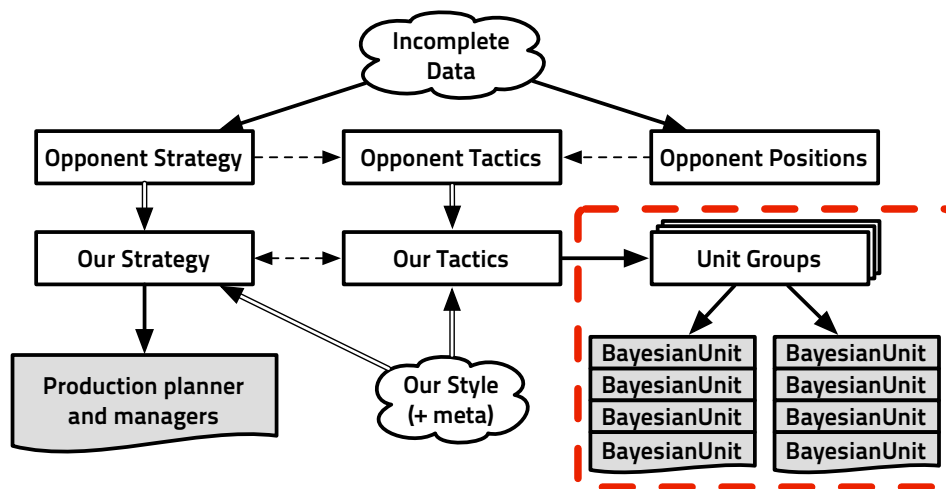 Incomplete
Data
Opponent Strategy
Opponent Tactics
Opponent Positions
Our Strategy
Our Tactics
Unit Groups
Production planner
and managers
Our Style
(+ meta)
BayesianUnit
BayesianUnit
BayesianUnit
BayesianUnit
BayesianUnit
BayesianUnit
BayesianUnit
BayesianUnit